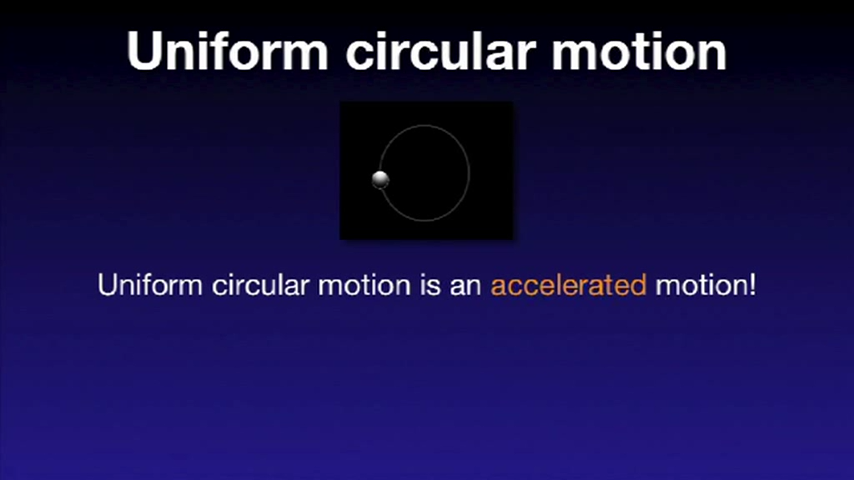 Uniform circular motion
Uniform circular motion is an accelerated motion!